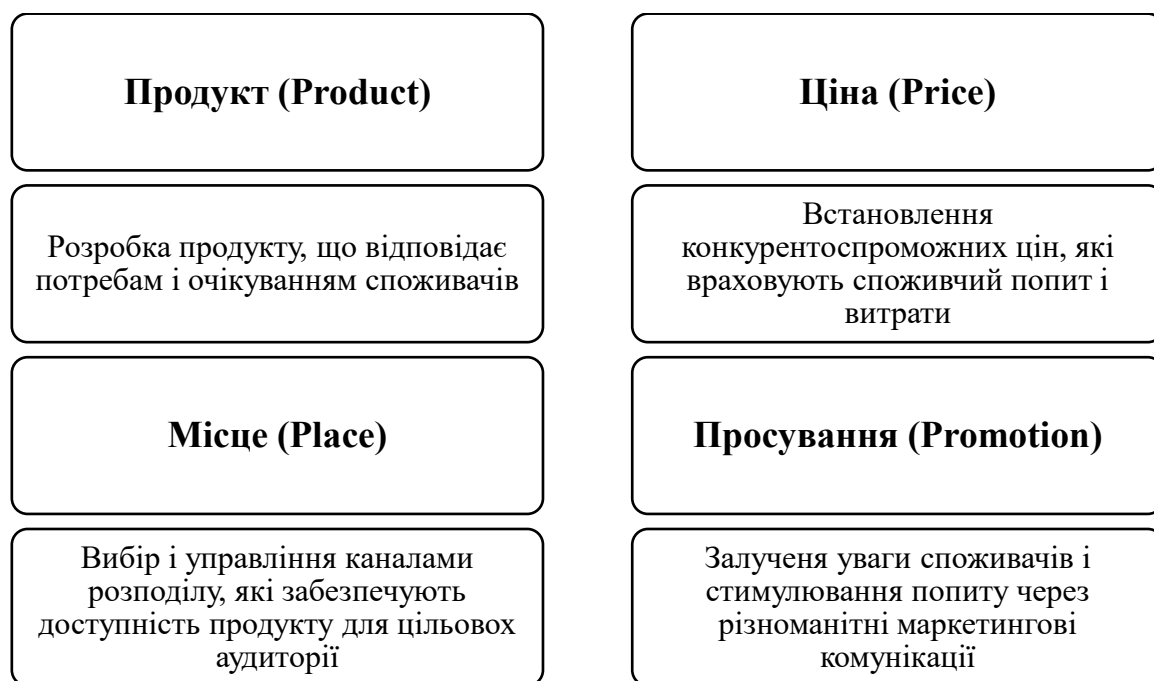 Продукт (Product)
Розробка продукту, що відповідає
потребам і очікуванням споживачів
Ціна (Price)
Встановлення
конкурентоспроможних цін, які
враховують споживчий попит і
витрати
Місце (Place)
Вибір і управління каналами
розподілу, які забезпечують
доступність продукту для цільовох
аудиторії
Просування (Promotion)
Залученя уваги споживачів і
стимулювання попиту через
різноманітні маркетингові
комунікації